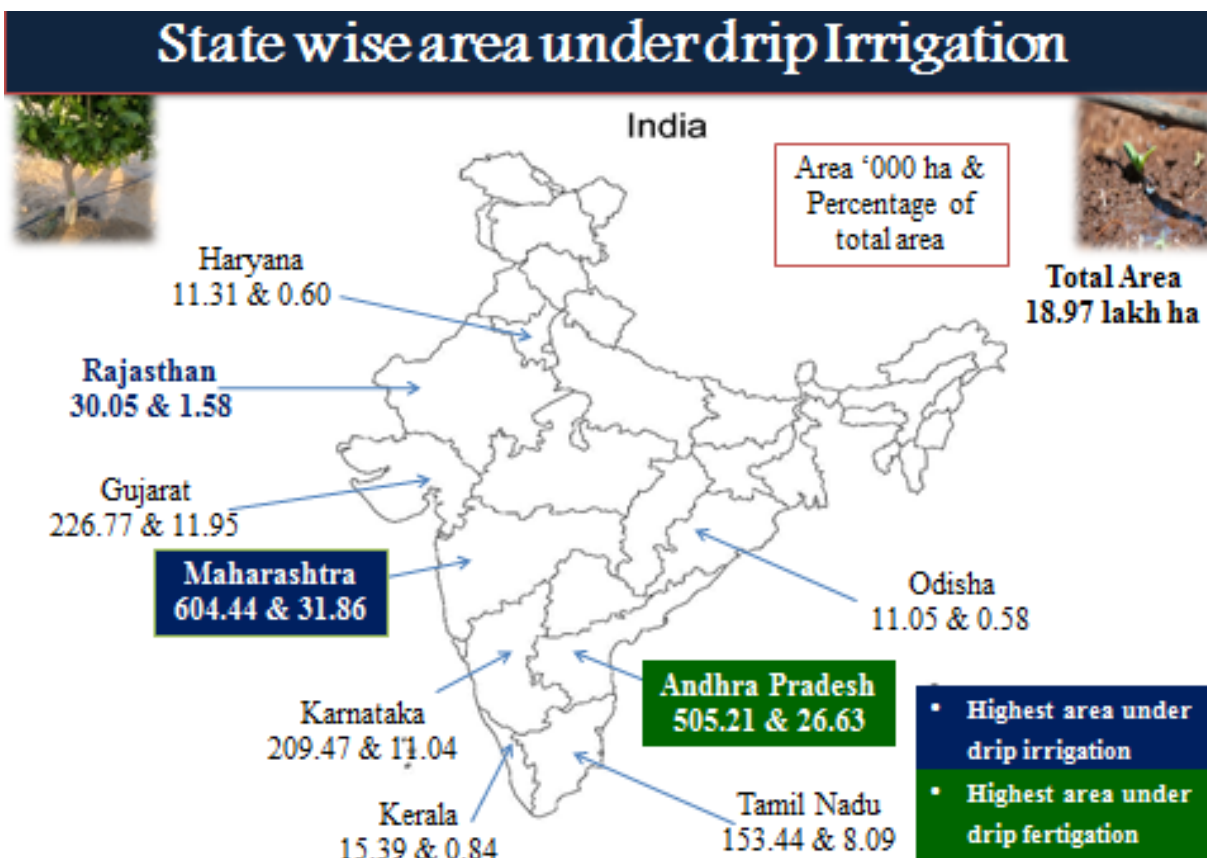 State wise area under drip Irrigation
India
Area ‘000 ha &
Percentage of
total area
Total Area
18.97 lakh ha
Haryana
11.31 & 0.60
Rajasthan
30.05 & 1.58
Gujarat
226.77 & 11.95
Maharashtra
604.44 & 31.86
Odisha
11.05 & 0.58
Andhra Pradesh
505.21 & 26.63
Karnataka
209.47 & 11.04
Kerala
15.39 & 0.84
Tamil Nadu
153.44 & 8.09
• Highest area under
drip irrigation
• Highest area under
drip fertigation